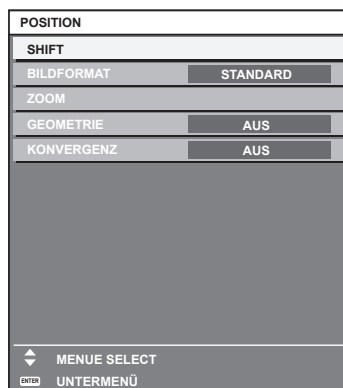 POSITION
SHIFT
BILDFORMAT STANDARD
ZOOM
GEOMETRIE AUS
KONVERGENZ AUS
MENUE SELECT
ENTER UNTERMENÜ